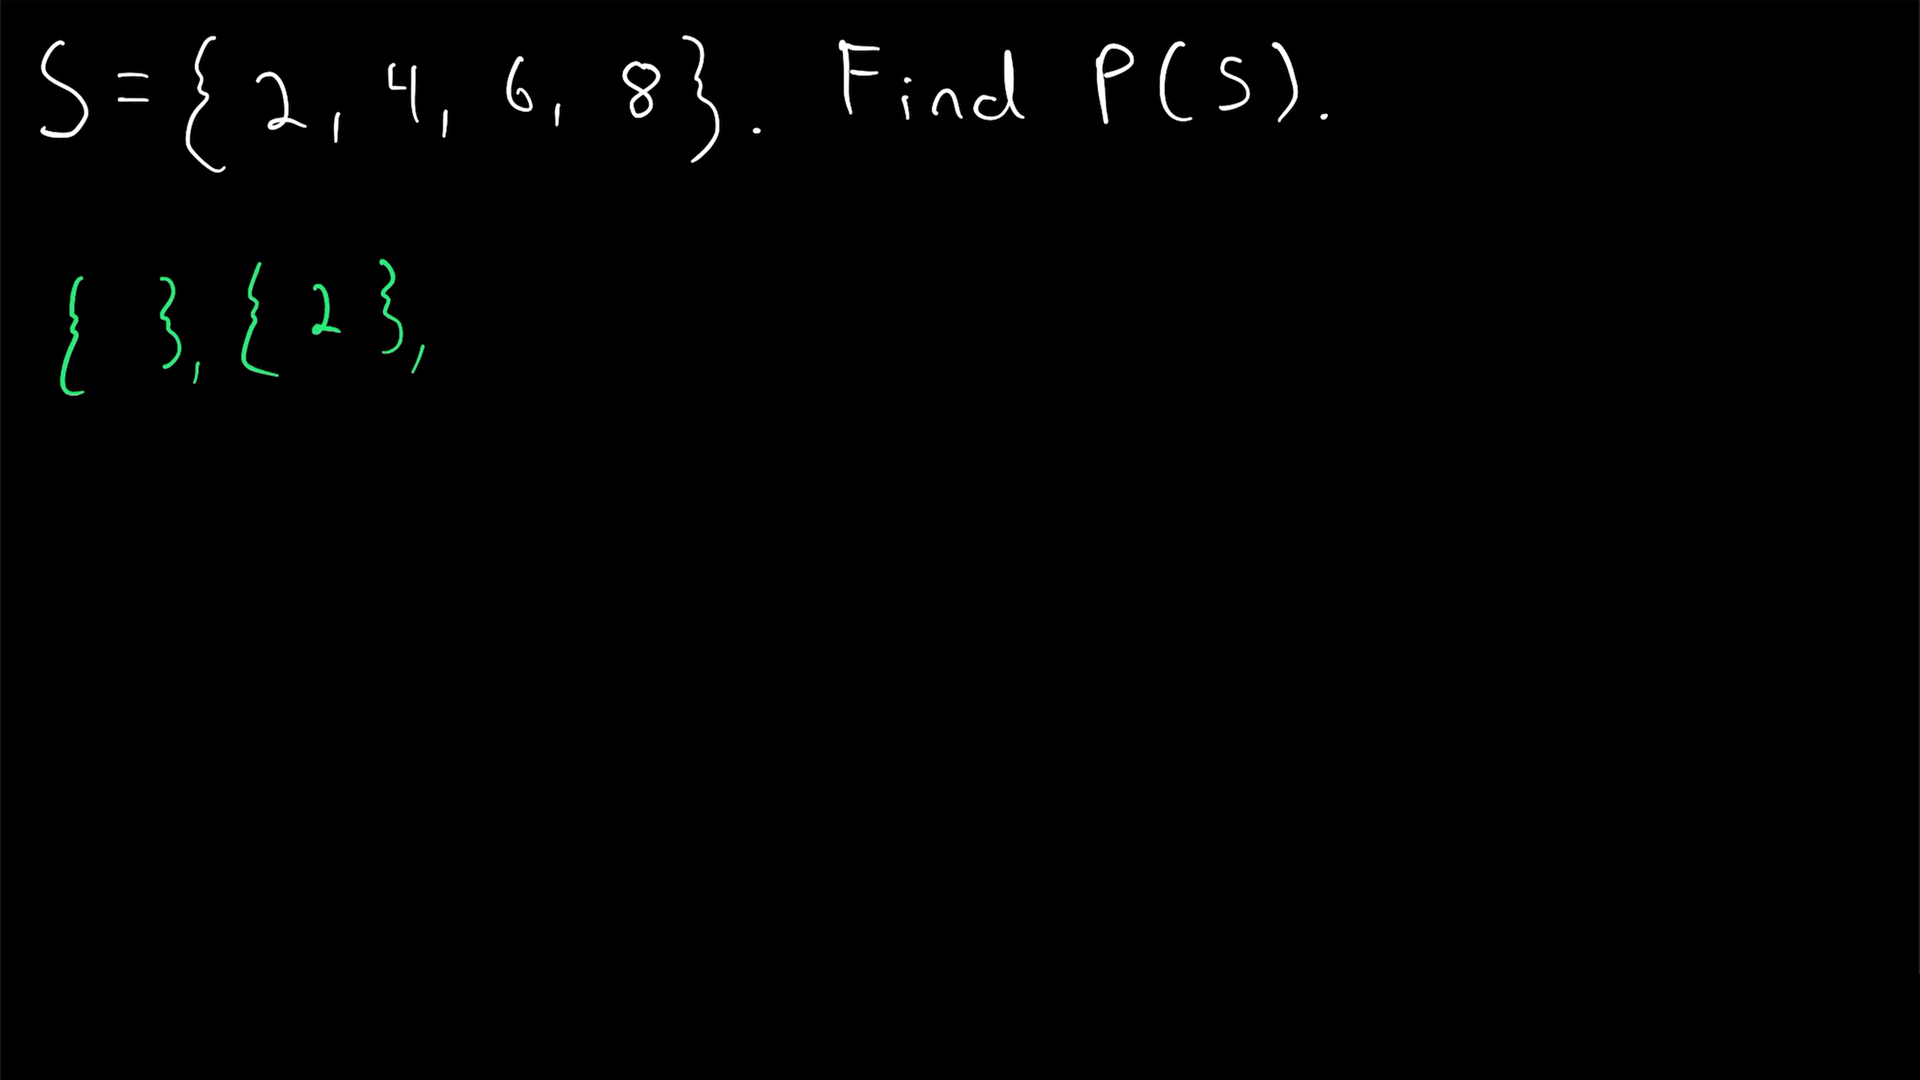 S = { 2, 4, 6, 8 }. Find P(S).
{ }, { 2 },